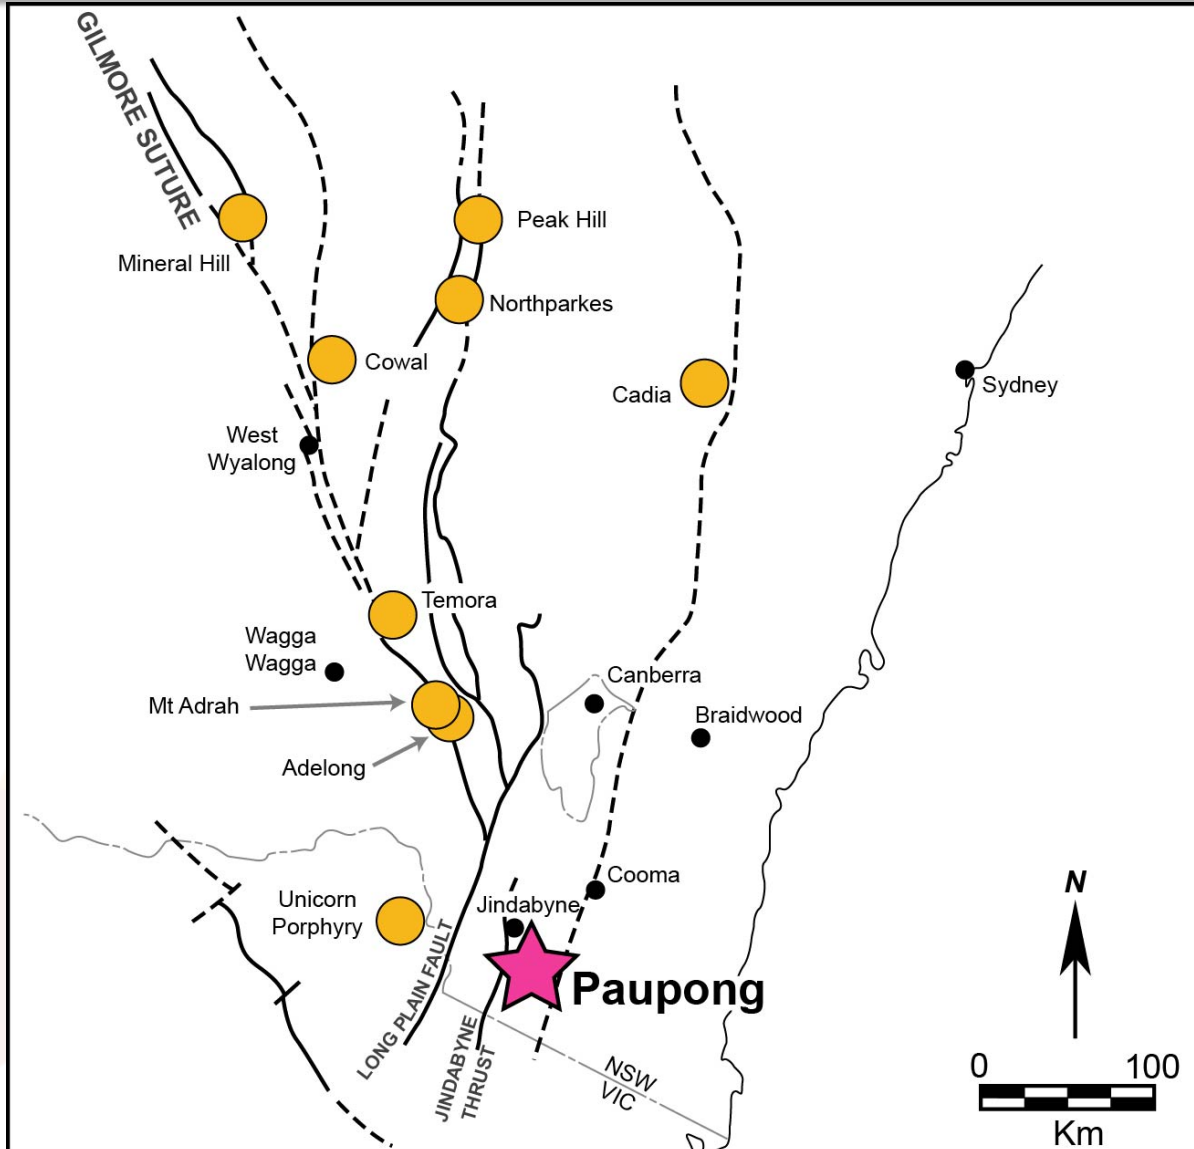 GILMORE SUTURE
Peak Hill
Mineral Hill
Northparkes
Cowal
Cadia
Sydney
West
Wyalong
Temora
Wagga
Wagga
Canberra
Mt Adrah
Braidwood
Adelong
Cooma
Unicorn
Porphyry
Jindabyne
LONG PLAIN FAULT
Paupong
JINDABYNE
THRUST
NSW
VIC
N
0 100
Km